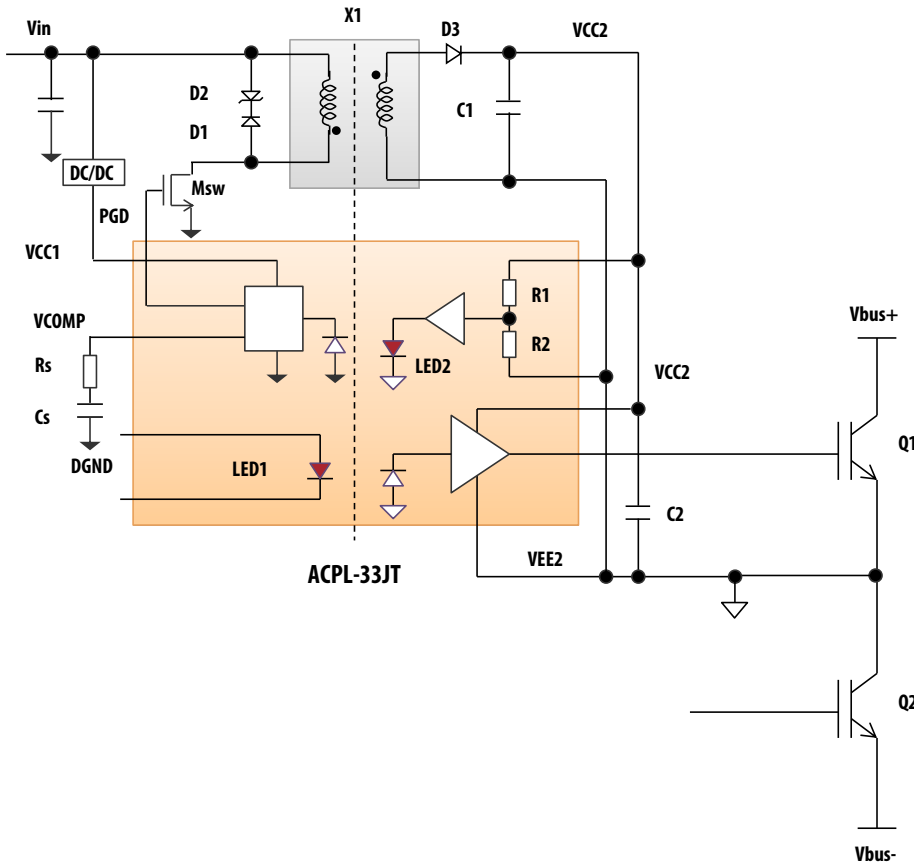 X1
Vin
D3
VCC2
D2
C1
D1
DC/DC
Msw
PGD
VCC1
R1
Vbus+
VCOMP
R2
LED2
Rs
VCC2
Cs
Q1
DGND
LED1
C2
VEE2
ACPL-33JT
Q2
Vbus-